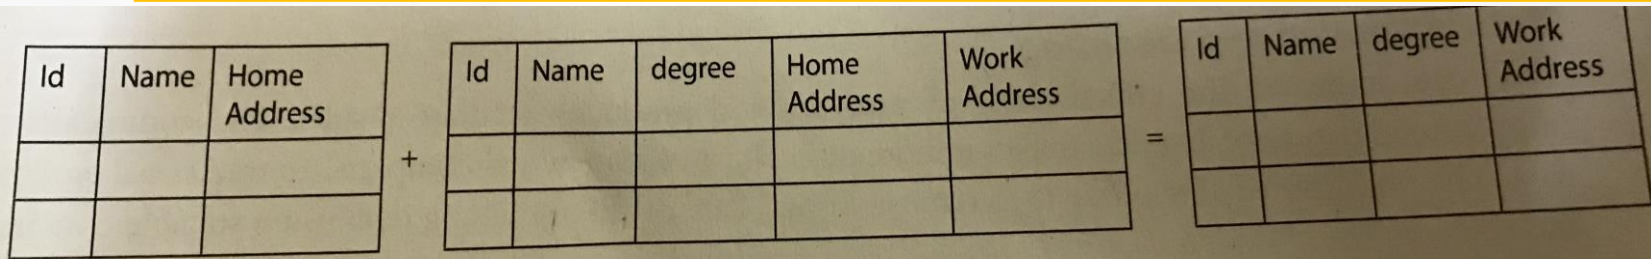 Id Name Home
Address
+
Id Name degree Home Work
Address Address
=
Id Name degree Work
Address